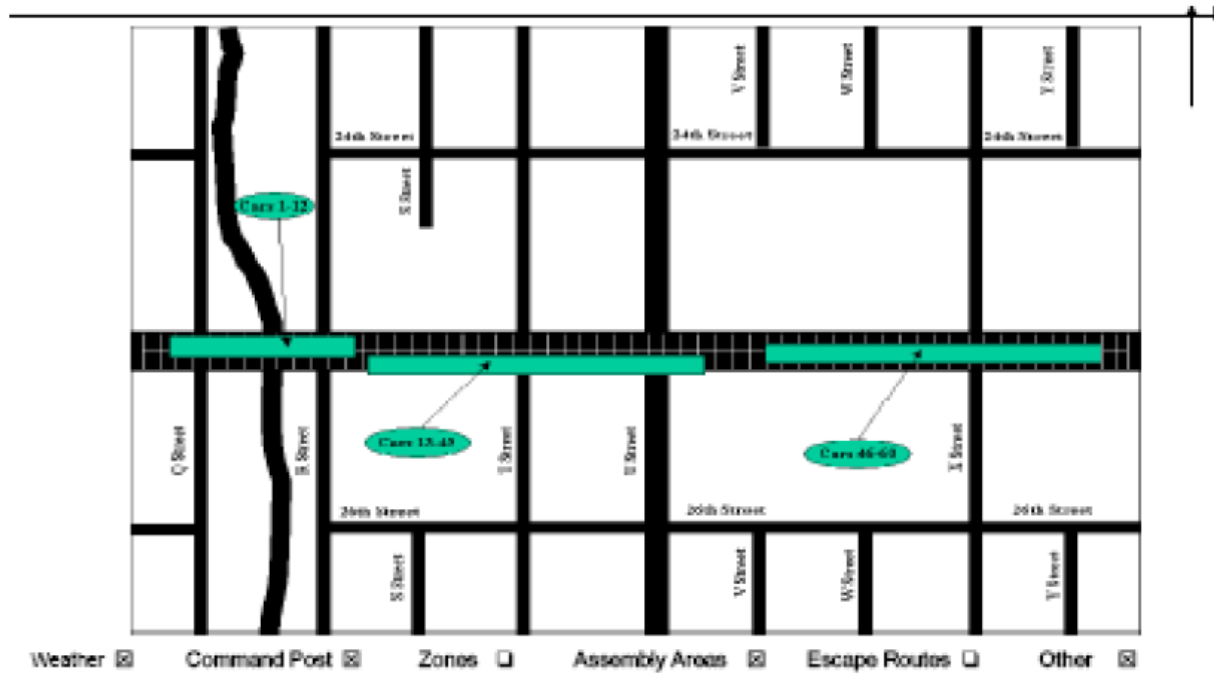 V Street
W Street
Y Street
24th Street
24th Street
24th Street
S Street
Cars 1-12
Cars 13-45
Cars 46-60
Q Street
R Street
T Street
U Street
X Street
26th Street
26th Street
26th Street
S Street
V Street
W Street
Y Street
Weather ☒ Command Post ☒ Zones ☐ Assembly Areas ☒ Escape Routes ☐ Other ☒